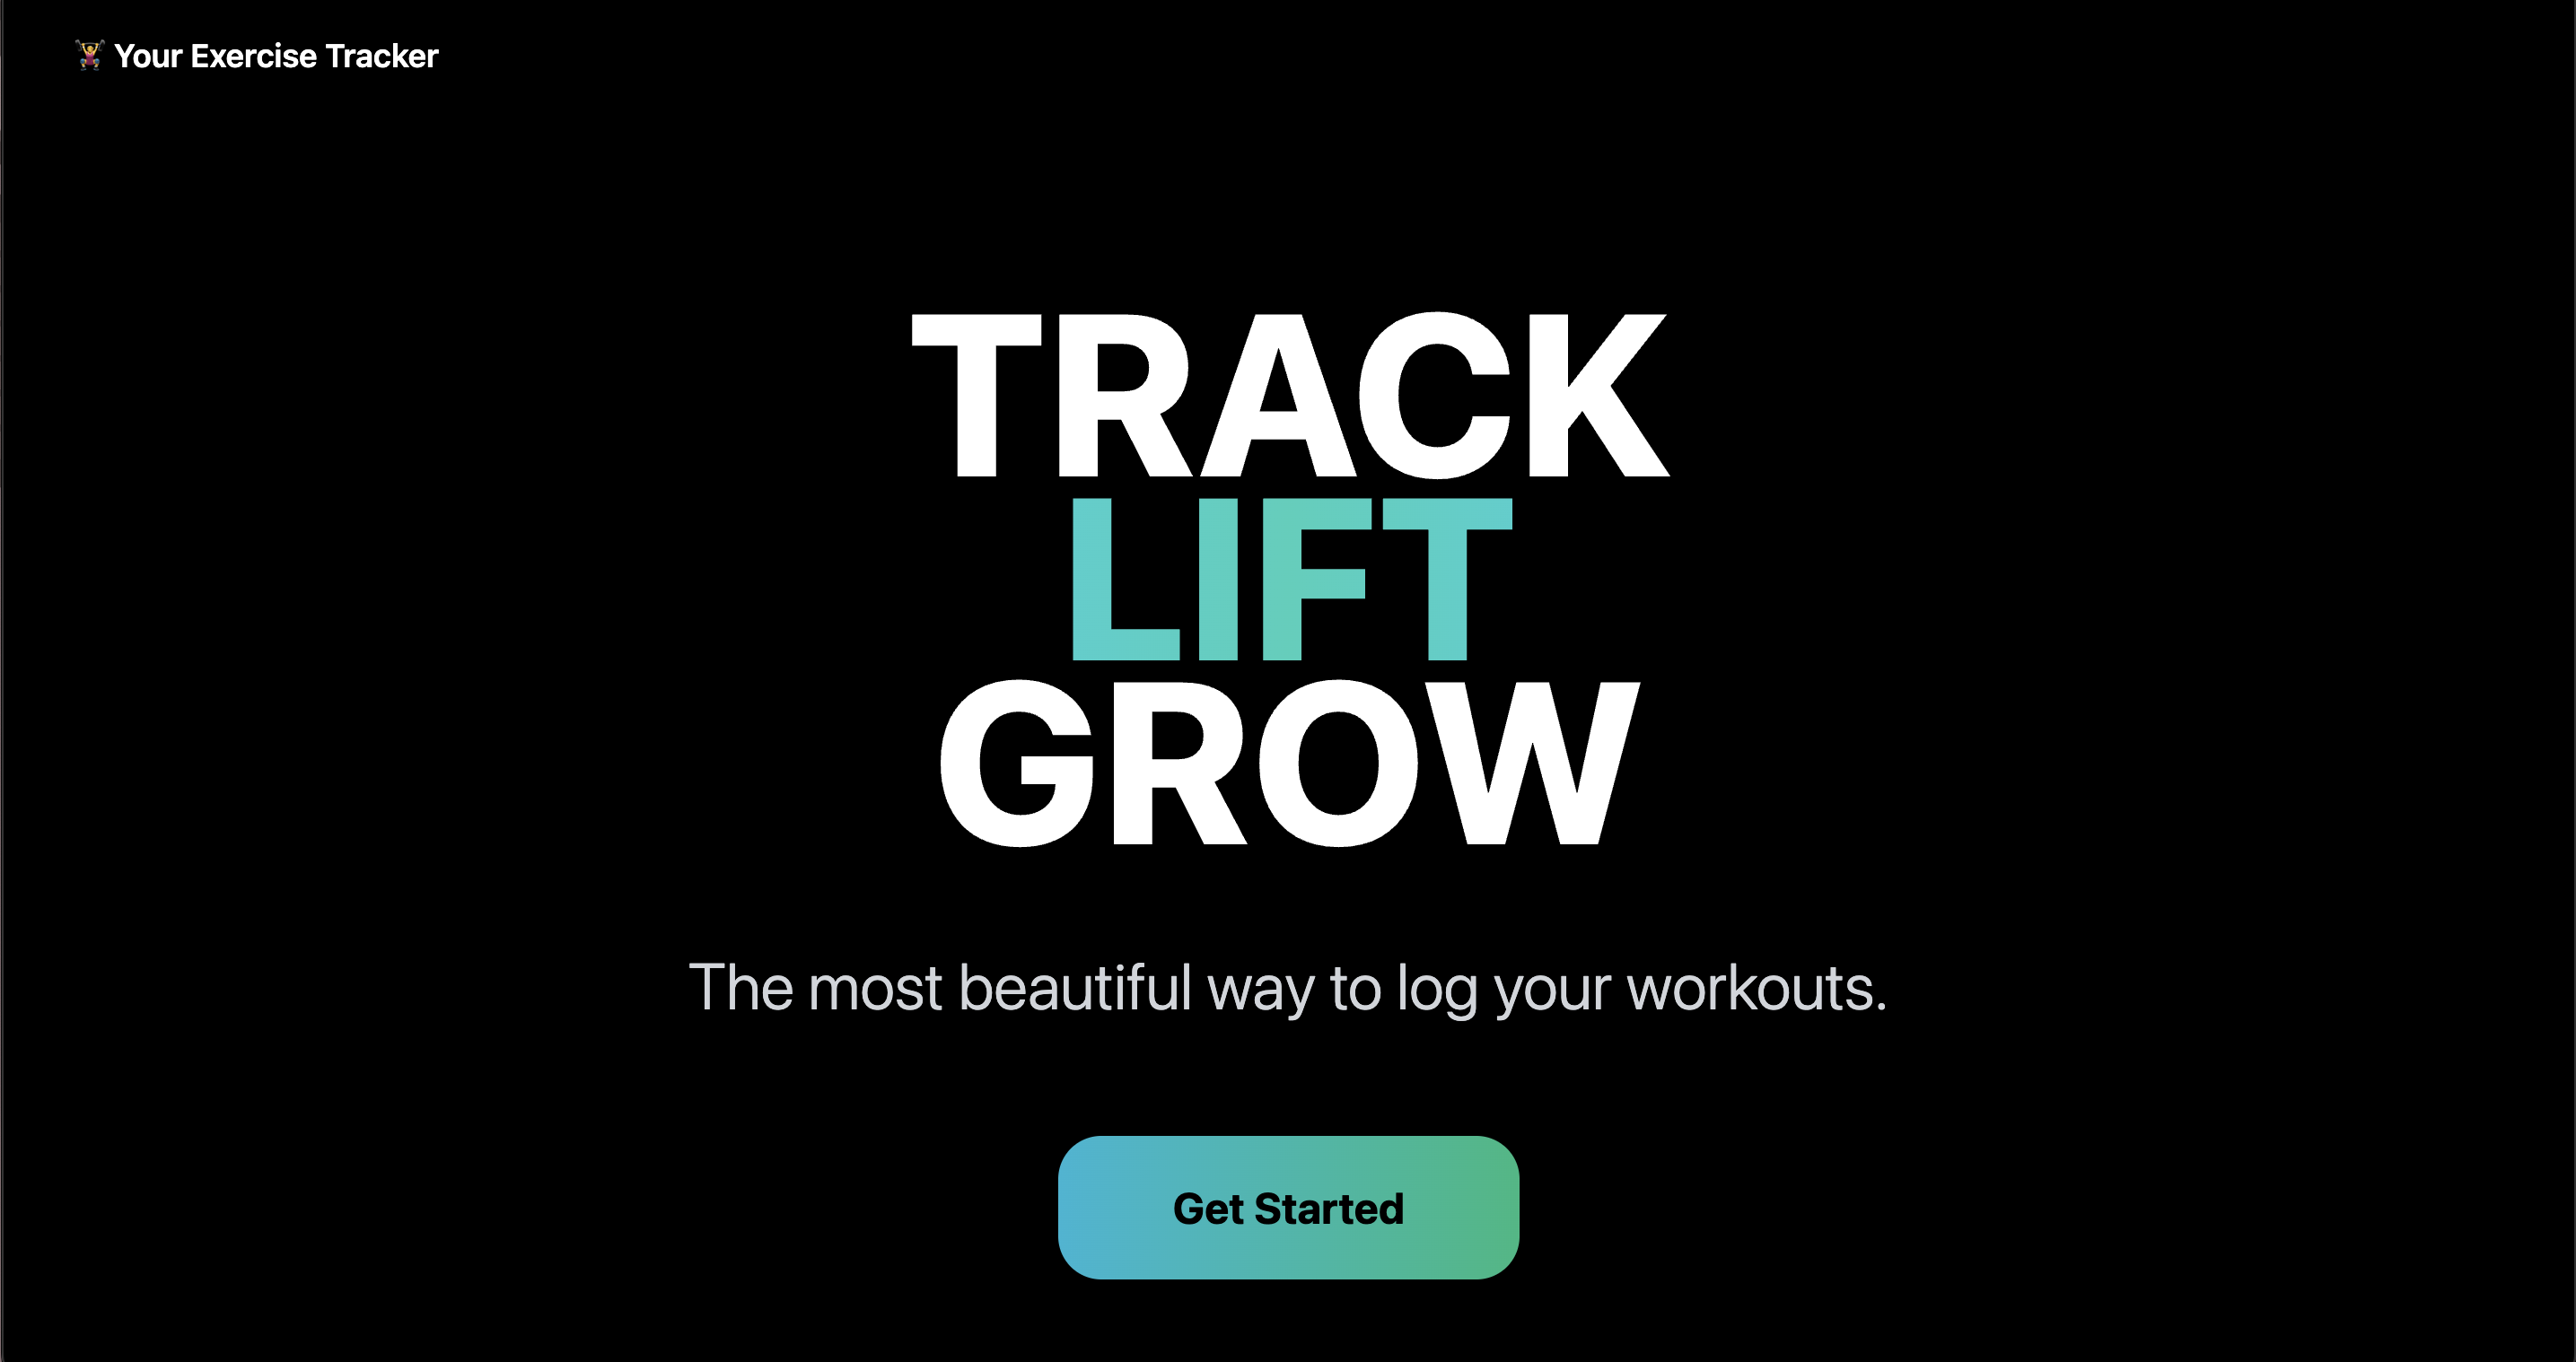 Your Exercise Tracker
TRACK
LIFT
GROW
The most beautiful way to log your workouts.
Get Started